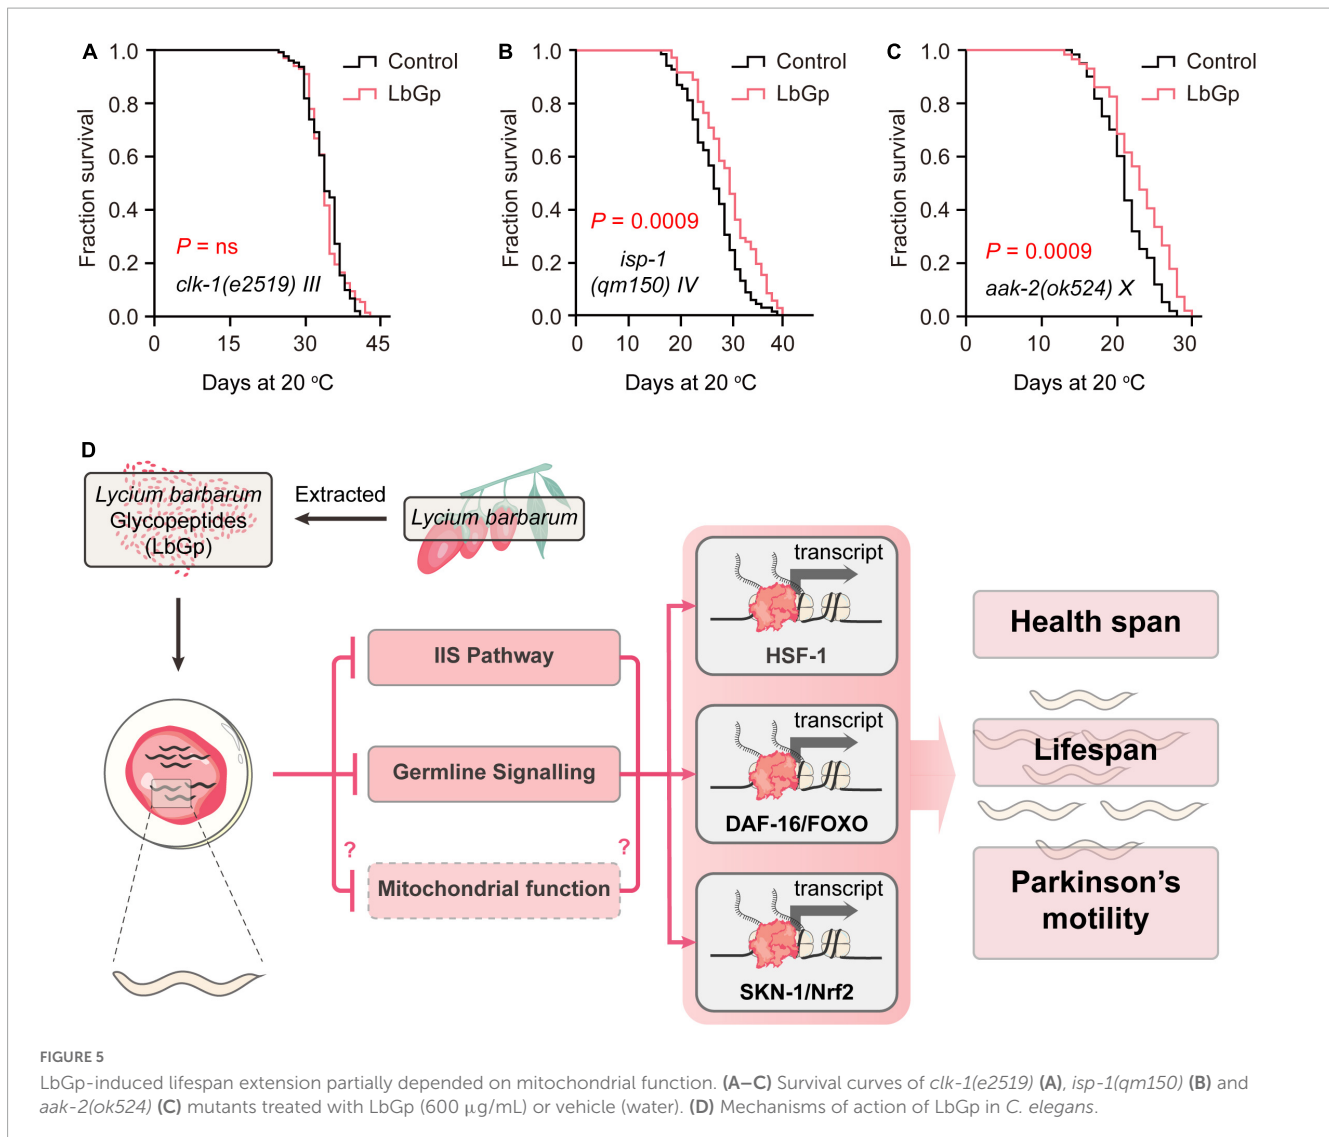 A
1.0
0.8
0.6
0.4
0.2
0.0
Fraction survival
Control
LbGp
P = ns
clk-1(e2519) III
0 15 30 45
Days at 20 °C
B
1.0
0.8
0.6
0.4
0.2
0.0
Fraction survival
Control
LbGp
P = 0.0009
isp-1
(qm150) IV
0 10 20 30 40
Days at 20 °C
C
1.0
0.8
0.6
0.4
0.2
0.0
Fraction survival
Control
LbGp
P = 0.0009
aak-2(ok524) X
0 10 20 30
Days at 20 °C
D
Lycium barbarum
Glycopeptides
(LbGp)
Extracted
Lycium barbarum
IIS Pathway
Germline Signalling
?
?
Mitochondrial function
transcript
HSF-1
transcript
DAF-16/FOXO
transcript
SKN-1/Nrf2
Health span
Lifespan
Parkinson's
motility
FIGURE 5
LbGp-induced lifespan extension partially depended on mitochondrial function. (A–C) Survival curves of clk-1(e2519) (A), isp-1(qm150) (B) and
aak-2(ok524) (C) mutants treated with LbGp (600 μg/mL) or vehicle (water). (D) Mechanisms of action of LbGp in C. elegans.